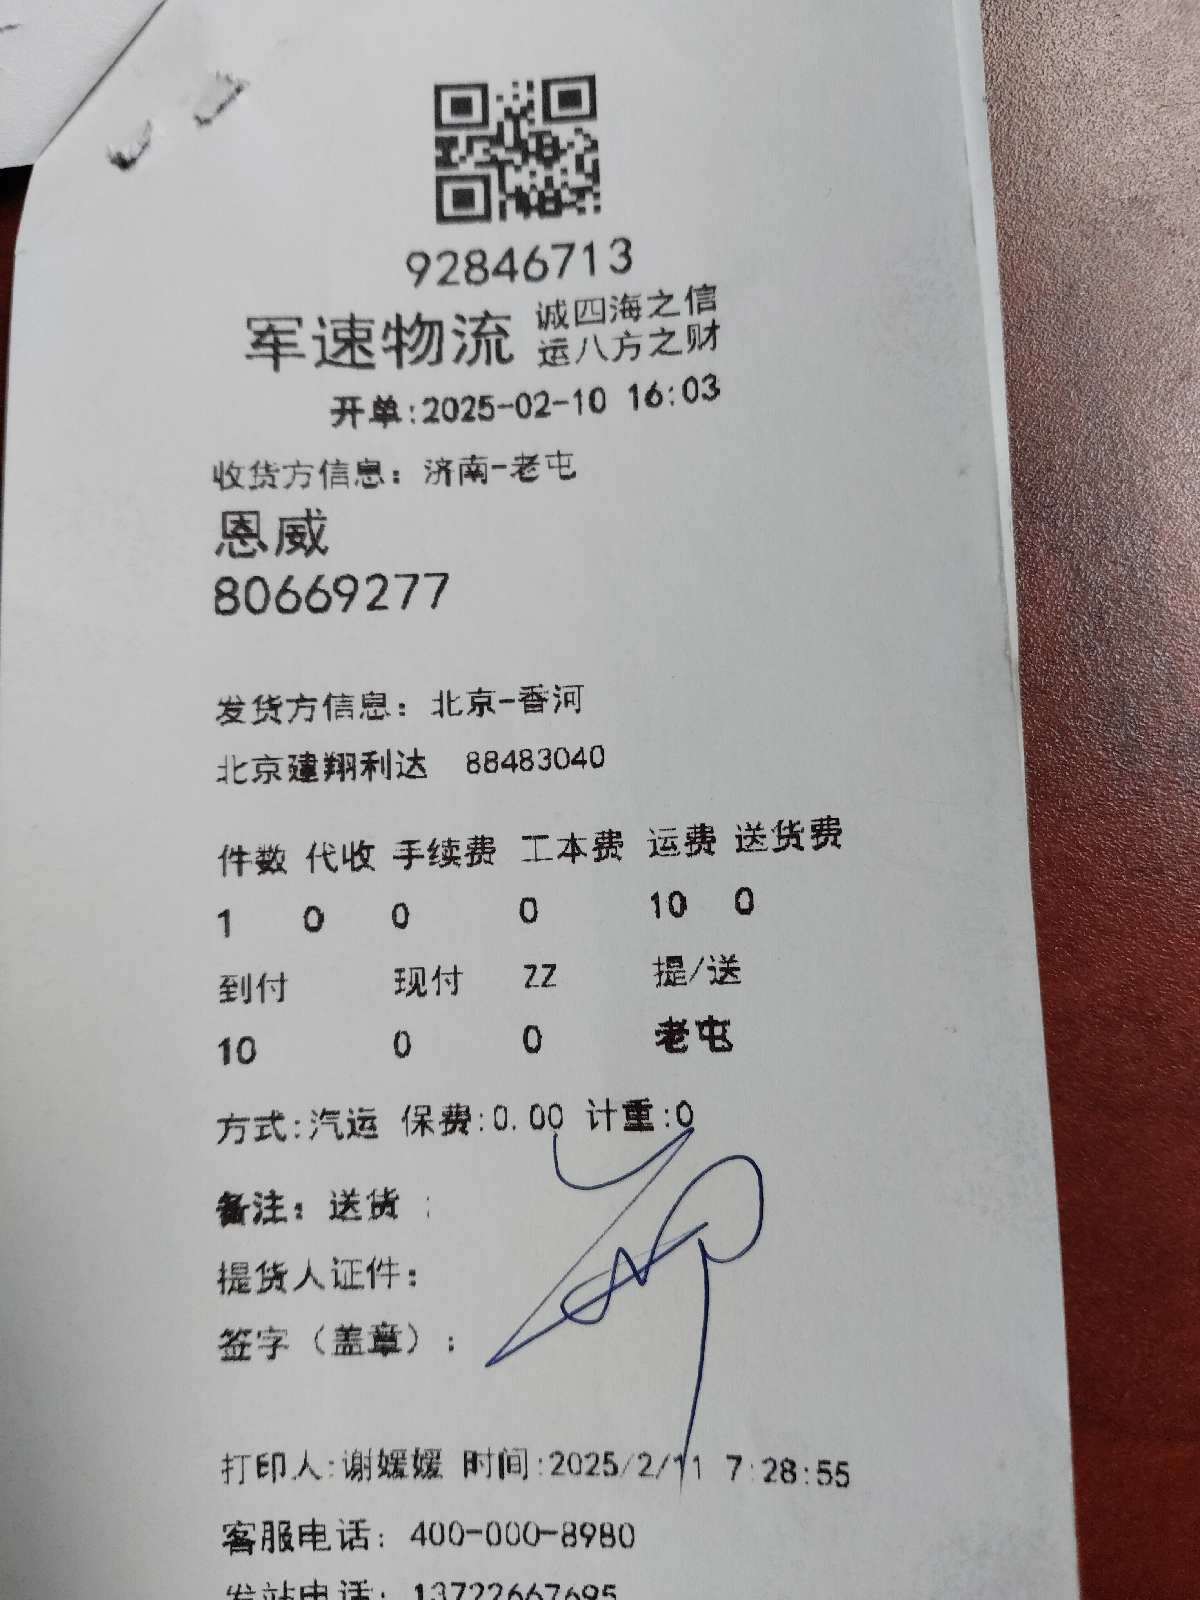 92846713
军速物流 诚四海之信
运八方之财
开单:2025-02-10 16:03
收货方信息: 济南-老屯
恩威
80669277
发货方信息: 北京-香河
北京建翔利达 88483040
件数 代收 手续费 工本费 运费 送货费
1 0 0 0 10 0
到付 现付 ZZ 提/送
10 0 0 老屯
方式:汽运 保费:0.00 计重:0
备注: 送货 :
提货人证件:
签字（盖章）:
打印人:谢媛媛 时间:2025/2/11 7:28:55
客服电话: 400-000-8980
发站电话: 13722667695